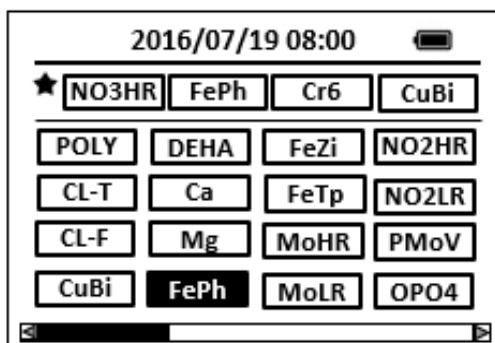 2016/07/19 08:00
NO3HR FePh Cr6 CuBi
POLY DEHA FeZi NO2HR
CL-T Ca FeTp NO2LR
CL-F Mg MoHR PMoV
CuBi FePh MoLR OPO4